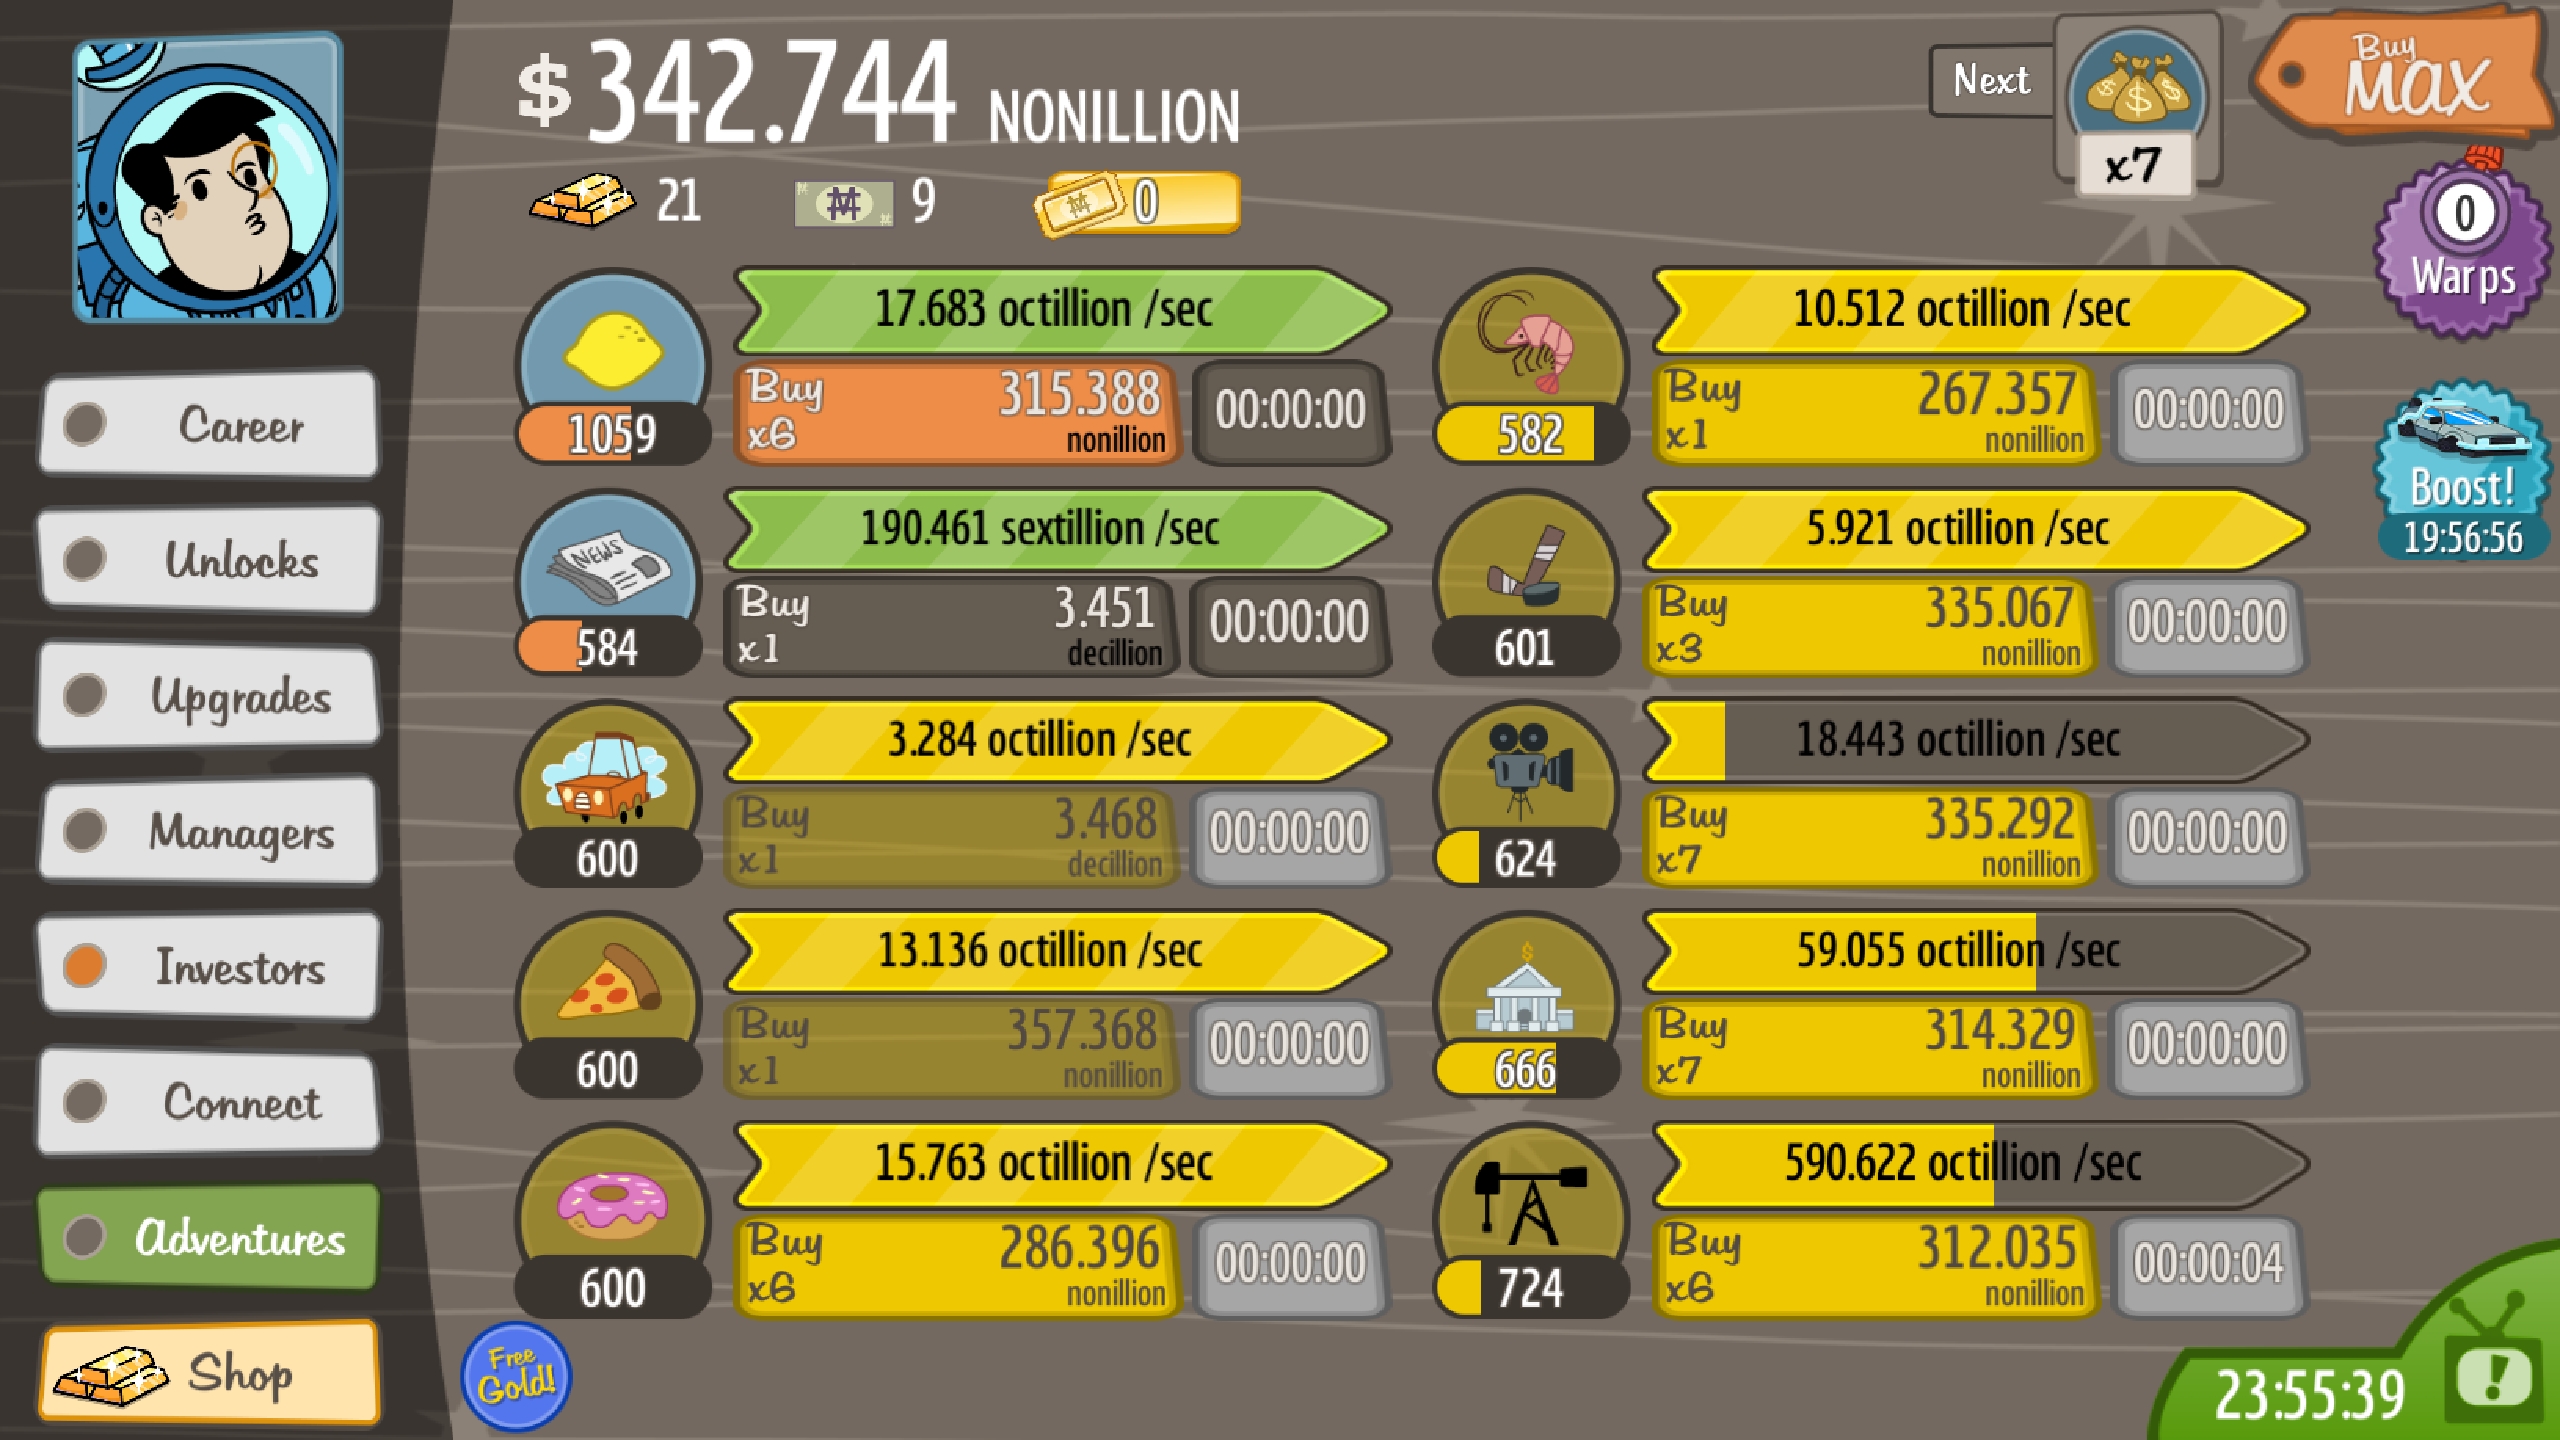 $342.744 NONILLION
21
9
0
Next
x7
Buy
MAX
0
Warps
Boost!
19:56:56
Career
Unlocks
Upgrades
Managers
Investors
Connect
Adventures
Shop
17.683 octillion /sec
1059
Buy
x6
315.388
nonillion
00:00:00
NEWS
190.461 sextillion /sec
584
Buy
x1
3.451
decillion
00:00:00
3.284 octillion /sec
600
Buy
x1
3.468
decillion
00:00:00
13.136 octillion /sec
600
Buy
x1
357.368
nonillion
00:00:00
15.763 octillion /sec
600
Buy
x6
286.396
nonillion
00:00:00
10.512 octillion /sec
582
Buy
x1
267.357
nonillion
00:00:00
5.921 octillion /sec
601
Buy
x3
335.067
nonillion
00:00:00
18.443 octillion /sec
624
Buy
x7
335.292
nonillion
00:00:00
59.055 octillion /sec
666
Buy
x7
314.329
nonillion
00:00:00
590.622 octillion /sec
724
Buy
x6
312.035
nonillion
00:00:04
Free
Gold!
23:55:39